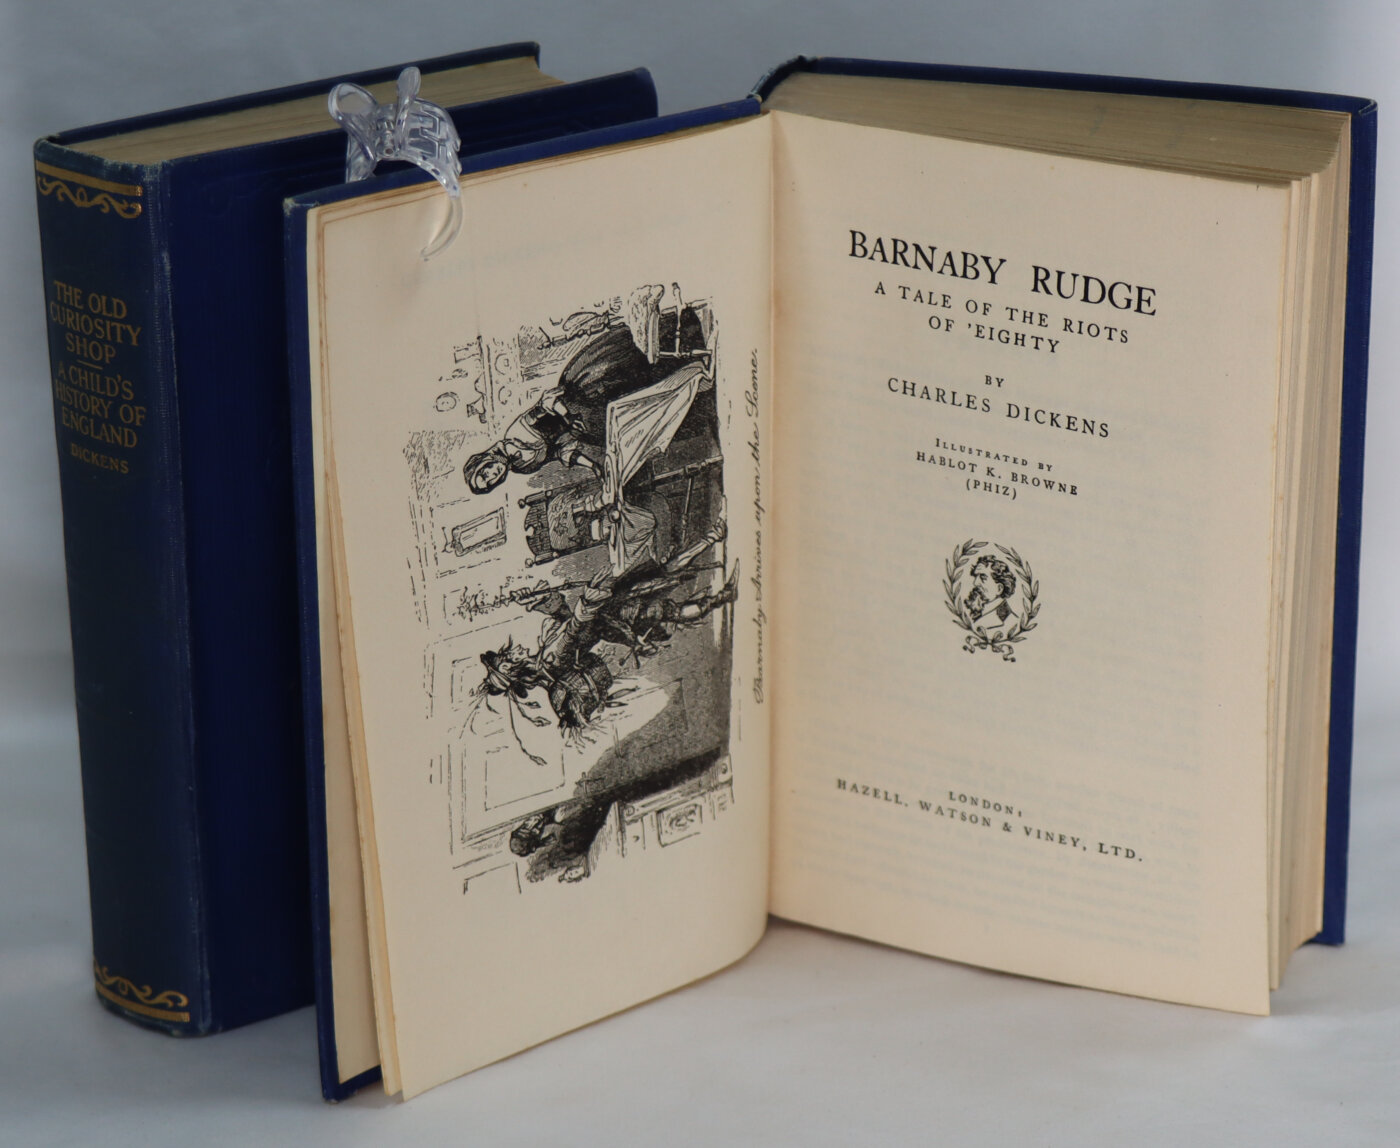 THE OLD
CURIOSITY
SHOP
A CHILD'S
HISTORY OF
ENGLAND
DICKENS
Barnaby Arrives upon the Scene.
BARNABY RUDGE
A TALE OF THE RIOTS
OF 'EIGHTY
BY
CHARLES DICKENS
ILLUSTRATED BY
HABLOT K. BROWNE
(PHIZ)
LONDON:
HAZELL, WATSON & VINEY, LTD.